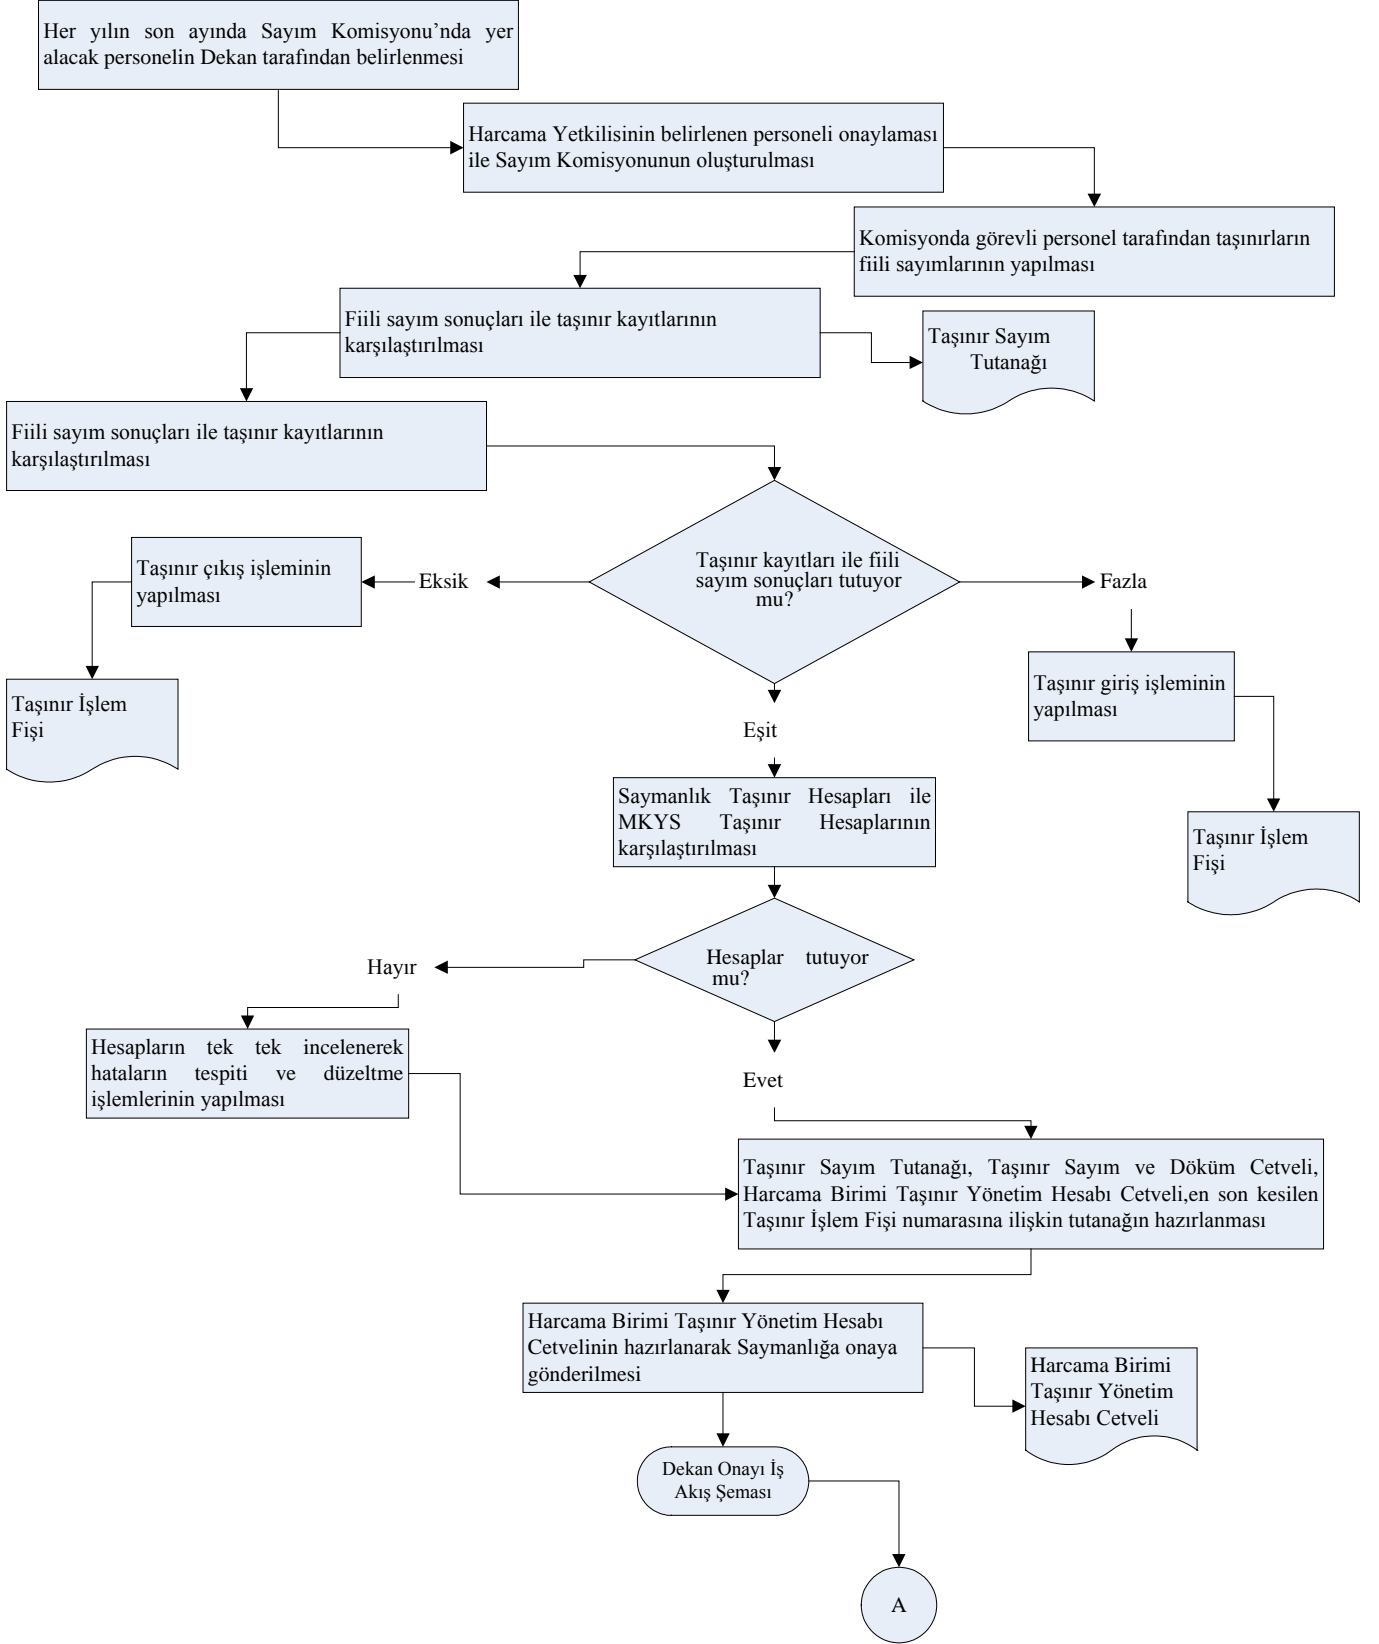 Her yılın son ayında Sayım Komisyonu’nda yer
alacak personelin Dekan tarafından belirlenmesi
Harcama Yetkilisinin belirlenen personeli onaylaması
ile Sayım Komisyonunun oluşturulması
Komisyonda görevli personel tarafından taşınırların
fiili sayımlarının yapılması
Fiili sayım sonuçları ile taşınır kayıtlarının
karşılaştırılması
Taşınır Sayım
Tutanağı
Fiili sayım sonuçları ile taşınır kayıtlarının
karşılaştırılması
Taşınır kayıtları ile fiili
sayım sonuçları tutuyor
mu?
Eksik
Taşınır çıkış işleminin
yapılması
Taşınır İşlem
Fişi
Fazla
Taşınır giriş işleminin
yapılması
Taşınır İşlem
Fişi
Eşit
Saymanlık Taşınır Hesapları ile
MKYS Taşınır Hesaplarının
karşılaştırılması
Hesaplar tutuyor
mu?
Hayır
Hesapların tek tek incelenerek
hataların tespiti ve düzeltme
işlemlerinin yapılması
Evet
Taşınır Sayım Tutanağı, Taşınır Sayım ve Döküm Cetveli,
Harcama Birimi Taşınır Yönetim Hesabı Cetveli,en son kesilen
Taşınır İşlem Fişi numarasına ilişkin tutanağın hazırlanması
Harcama Birimi Taşınır Yönetim Hesabı
Cetvelinin hazırlanarak Saymanlığa onaya
gönderilmesi
Harcama Birimi
Taşınır Yönetim
Hesabı Cetveli
Dekan Onayı İş
Akış Şeması
A